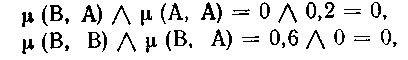 μ (B, A) ⋀ μ (A, A) = 0 ⋀ 0,2 = 0,
μ (B, B) ⋀ μ (B, A) = 0,6 ⋀ 0 = 0,